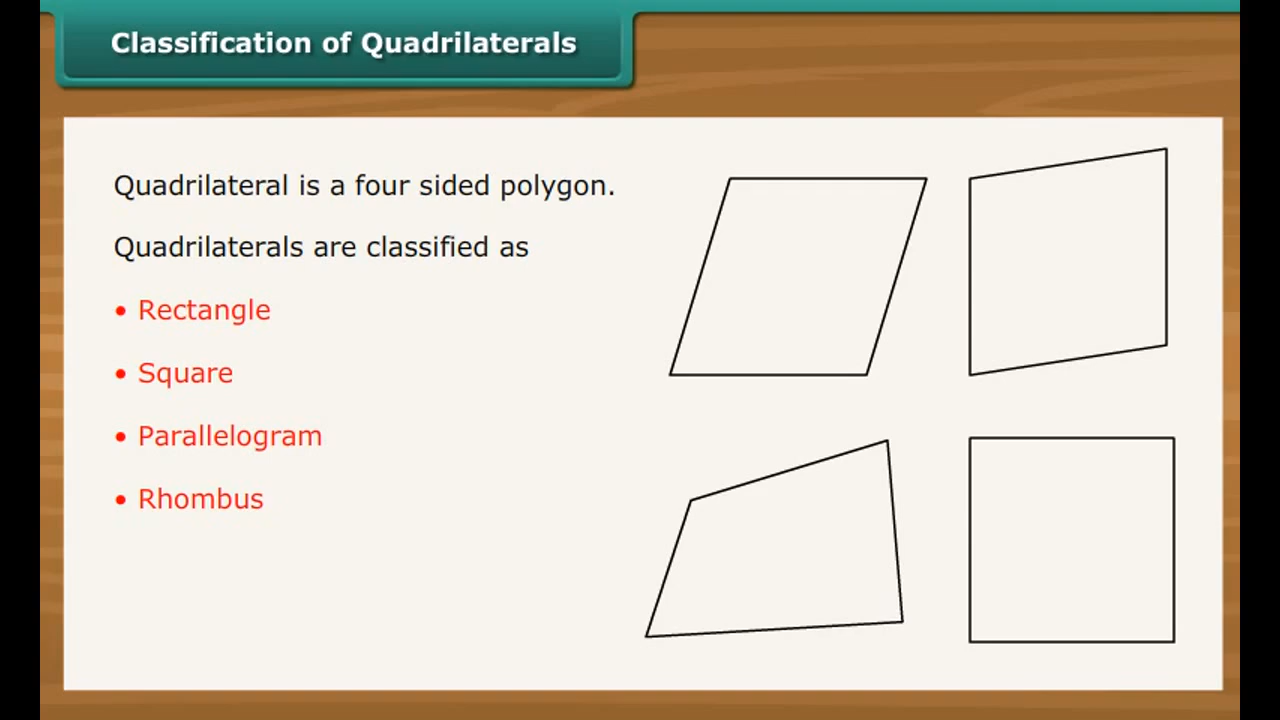 Classification of Quadrilaterals
Quadrilateral is a four sided polygon.
Quadrilaterals are classified as
• Rectangle
• Square
• Parallelogram
• Rhombus